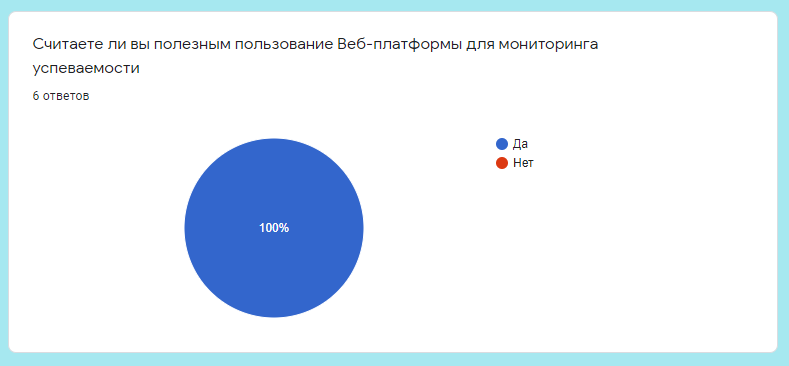 Считаете ли вы полезным пользование Веб-платформы для мониторинга
успеваемости
6 ответов
Да
Нет
100%